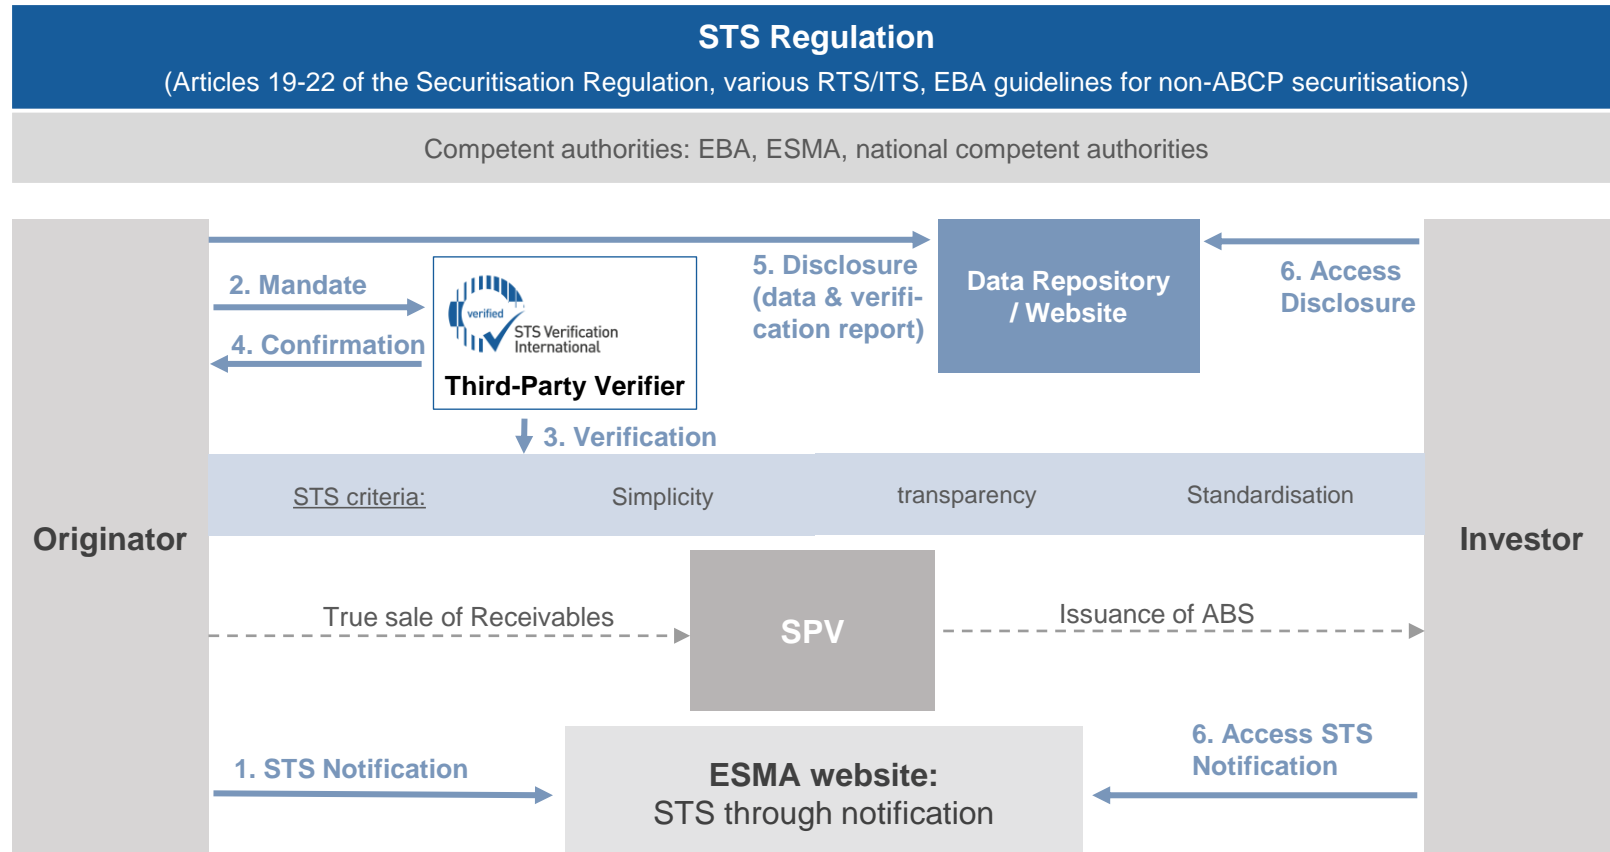 STS Regulation
(Articles 19-22 of the Securitisation Regulation, various RTS/ITS, EBA guidelines for non-ABCP securitisations)
Competent authorities: EBA, ESMA, national competent authorities
Originator
2. Mandate
4. Confirmation
verified
STS Verification
International
Third-Party Verifier
3. Verification
5. Disclosure
(data & verifi-
cation report)
Data Repository
/ Website
6. Access
Disclosure
Investor
STS criteria:
Simplicity
transparency
Standardisation
True sale of Receivables
SPV
Issuance of ABS
1. STS Notification
ESMA website:
STS through notification
6. Access STS
Notification